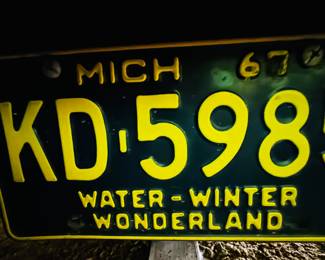 MICH 67
KD-598
WATER-WINTER
WONDERLAND